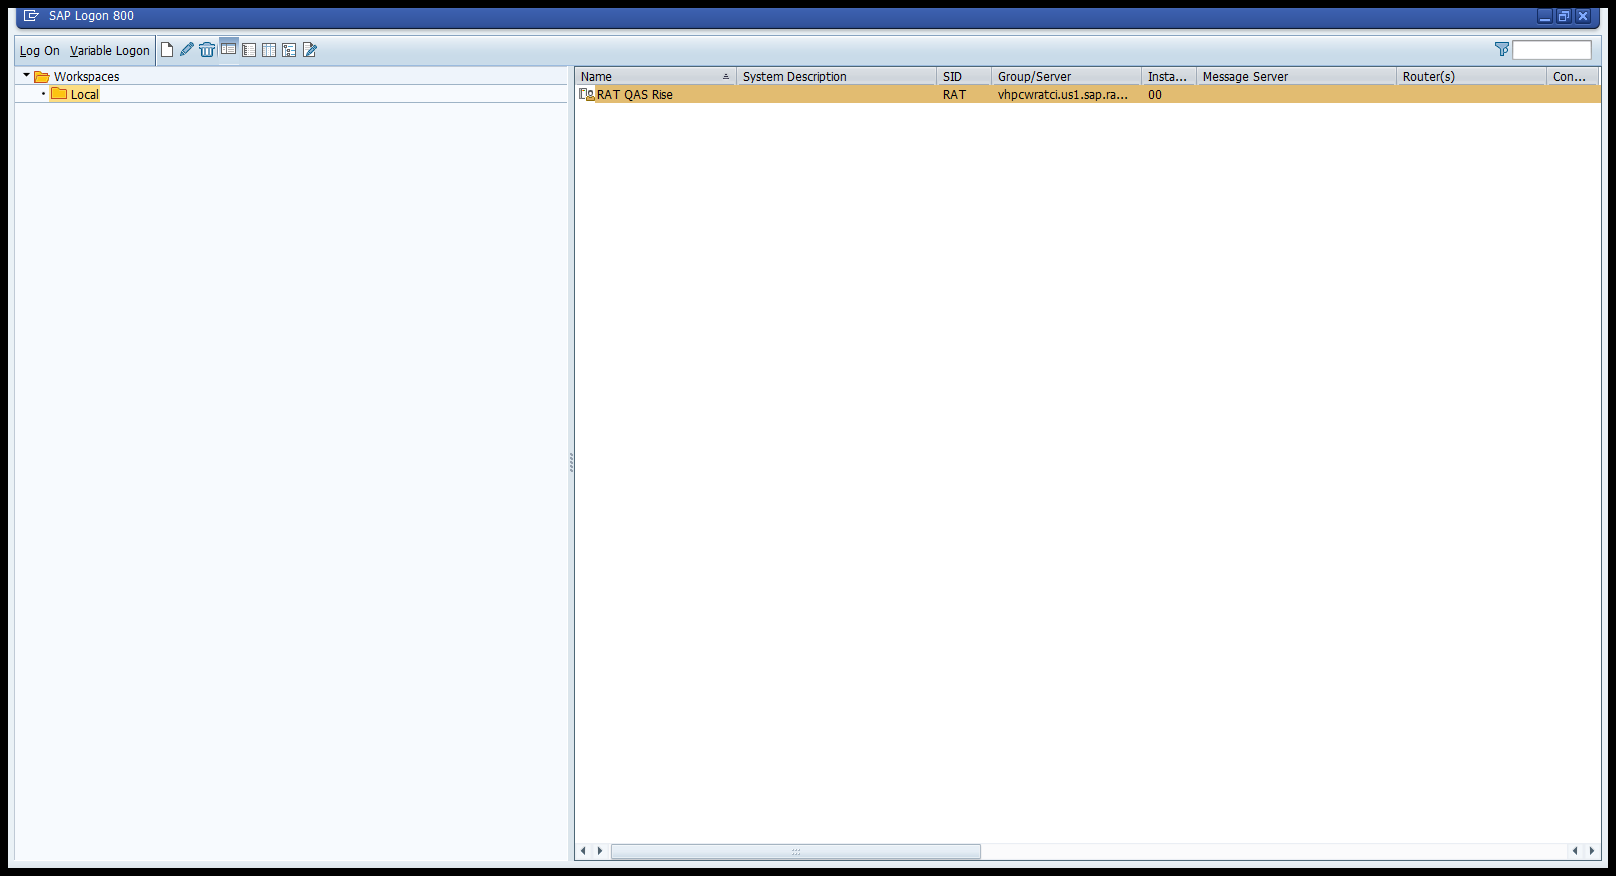 SAP Logon 800
Log On Variable Logon
Workspaces
Local
Name System Description SID Group/Server Insta... Message Server Router(s) Con...
RAT QAS Rise RAT vhpcwratci.us1.sap.ra... 00